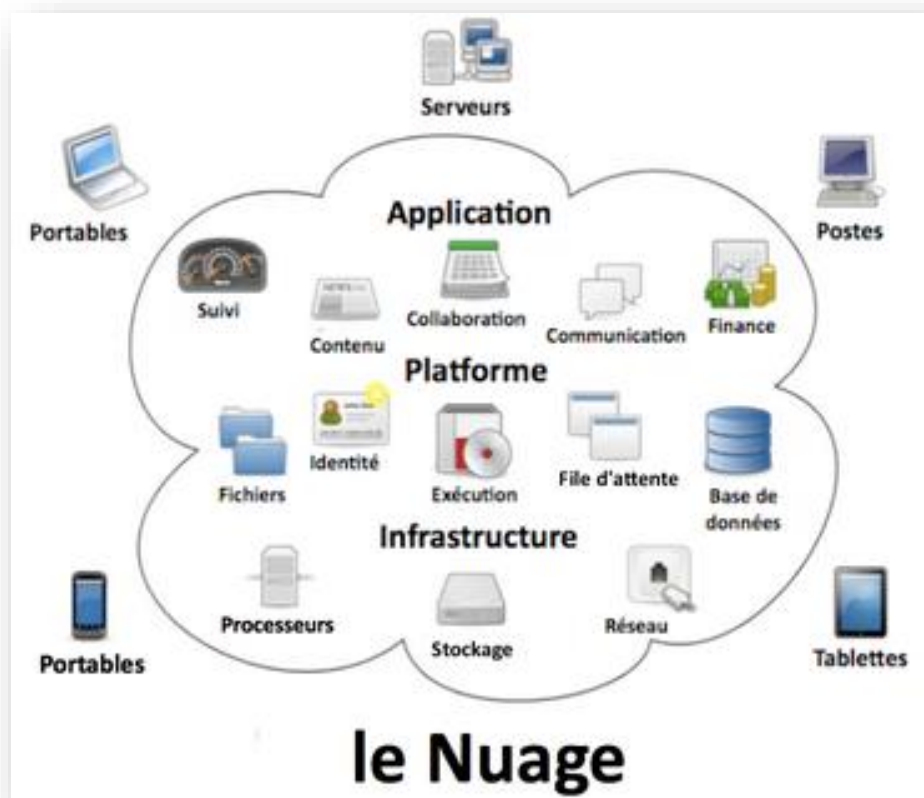 Serveurs
Portables
Postes
Application
Suivi
Contenu
Collaboration
Communication
Finance
Platforme
Fichiers
Identité
Exécution
File d'attente
Base de
données
Infrastructure
Processeurs
Stockage
Réseau
Portables
Tablettes
le Nuage